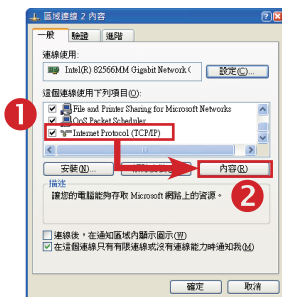 區域連線 2 內容
一般 驗證 進階
連線使用:
Intel(R) 82566MM Gigabit Network (
設定(C)...
這個連線使用下列項目(O):
File and Printer Sharing for Microsoft Networks
QoS Packet Scheduler
Internet Protocol (TCP/IP)
1
安裝(N)...
內容(R)
2
描述
讓您的電腦能夠存取 Microsoft 網路上的資源。
連線後,在通知區域內顯示圖示(W)
在這個連線只有有限連線或沒有連線能力時通知我(M)
確定 取消